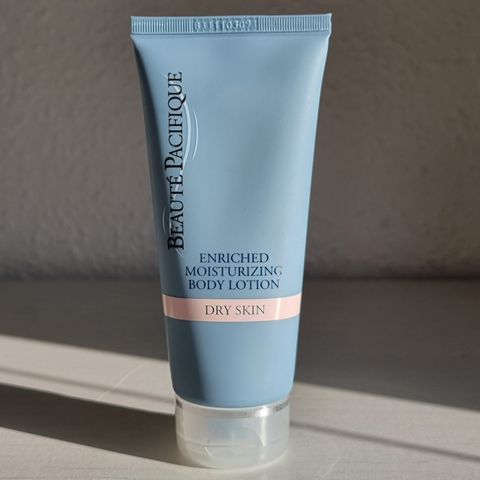 BEAUTÉ PACIFIQUE
ENRICHED
MOISTURIZING
BODY LOTION
DRY SKIN